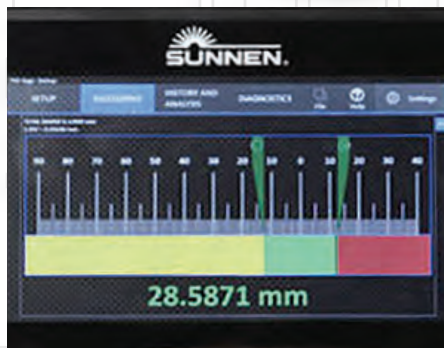 SUNNEN®
SETUP
MEASURING
HISTORY AND
ANALYSIS
DIAGNOSTICS
File
Help
Settings
90 80 70 60 50 40 30 20 10 0 10 20 30 40
28.5871 mm